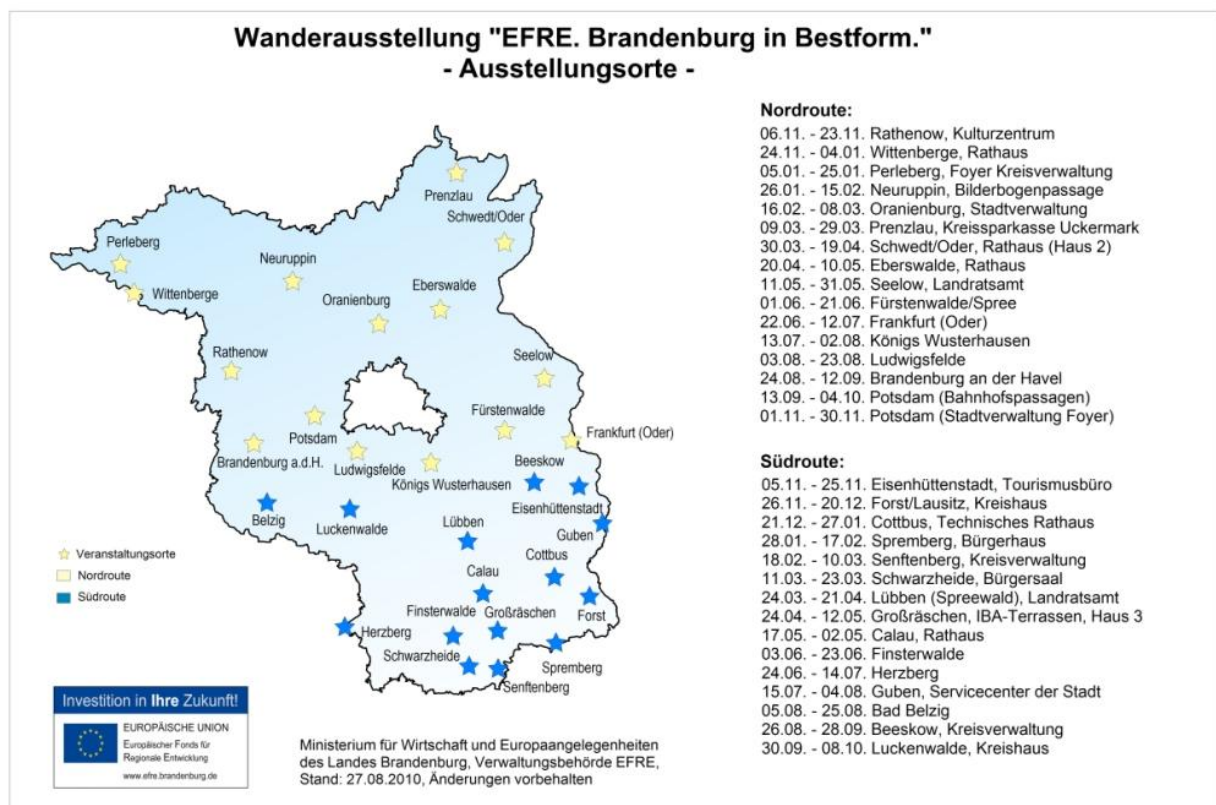 Wanderausstellung "EFRE. Brandenburg in Bestform."
- Ausstellungsorte -
Prenzlau
Schwedt/Oder
Perleberg
Neuruppin
Eberswalde
Wittenberge
Oranienburg
Rathenow
Seelow
Fürstenwalde
Potsdam
Frankfurt (Oder)
Brandenburg a.d.H.
Ludwigsfelde
Beeskow
Königs Wusterhausen
Eisenhüttenstadt
Belzig
Luckenwalde
Lübben
Guben
Cottbus
Calau
Finsterwalde
Großräschen
Forst
Herzberg
Schwarzheide
Spremberg
Senftenberg
Veranstaltungsorte
Nordroute
Südroute
Nordroute:
06.11. - 23.11. Rathenow, Kulturzentrum
24.11. - 04.01. Wittenberge, Rathaus
05.01. - 25.01. Perleberg, Foyer Kreisverwaltung
26.01. - 15.02. Neuruppin, Bilderbogenpassage
16.02. - 08.03. Oranienburg, Stadtverwaltung
09.03. - 29.03. Prenzlau, Kreissparkasse Uckermark
30.03. - 19.04. Schwedt/Oder, Rathaus (Haus 2)
20.04. - 10.05. Eberswalde, Rathaus
11.05. - 31.05. Seelow, Landratsamt
01.06. - 21.06. Fürstenwalde/Spree
22.06. - 12.07. Frankfurt (Oder)
13.07. - 02.08. Königs Wusterhausen
03.08. - 23.08. Ludwigsfelde
24.08. - 12.09. Brandenburg an der Havel
13.09. - 04.10. Potsdam (Bahnhofspassagen)
01.11. - 30.11. Potsdam (Stadtverwaltung Foyer)
Südroute:
05.11. - 25.11. Eisenhüttenstadt, Tourismusbüro
26.11. - 20.12. Forst/Lausitz, Kreishaus
21.12. - 27.01. Cottbus, Technisches Rathaus
28.01. - 17.02. Spremberg, Bürgerhaus
18.02. - 10.03. Senftenberg, Kreisverwaltung
11.03. - 23.03. Schwarzheide, Bürgersaal
24.03. - 21.04. Lübben (Spreewald), Landratsamt
24.04. - 12.05. Großräschen, IBA-Terrassen, Haus 3
17.05. - 02.05. Calau, Rathaus
03.06. - 23.06. Finsterwalde
24.06. - 14.07. Herzberg
15.07. - 04.08. Guben, Servicecenter der Stadt
05.08. - 25.08. Bad Belzig
26.08. - 28.09. Beeskow, Kreisverwaltung
30.09. - 08.10. Luckenwalde, Kreishaus
Investition in Ihre Zukunft!
EUROPÄISCHE UNION
Europäischer Fonds für
Regionale Entwicklung
www.efre.brandenburg.de
Ministerium für Wirtschaft und Europaangelegenheiten
des Landes Brandenburg, Verwaltungsbehörde EFRE,
Stand: 27.08.2010, Änderungen vorbehalten